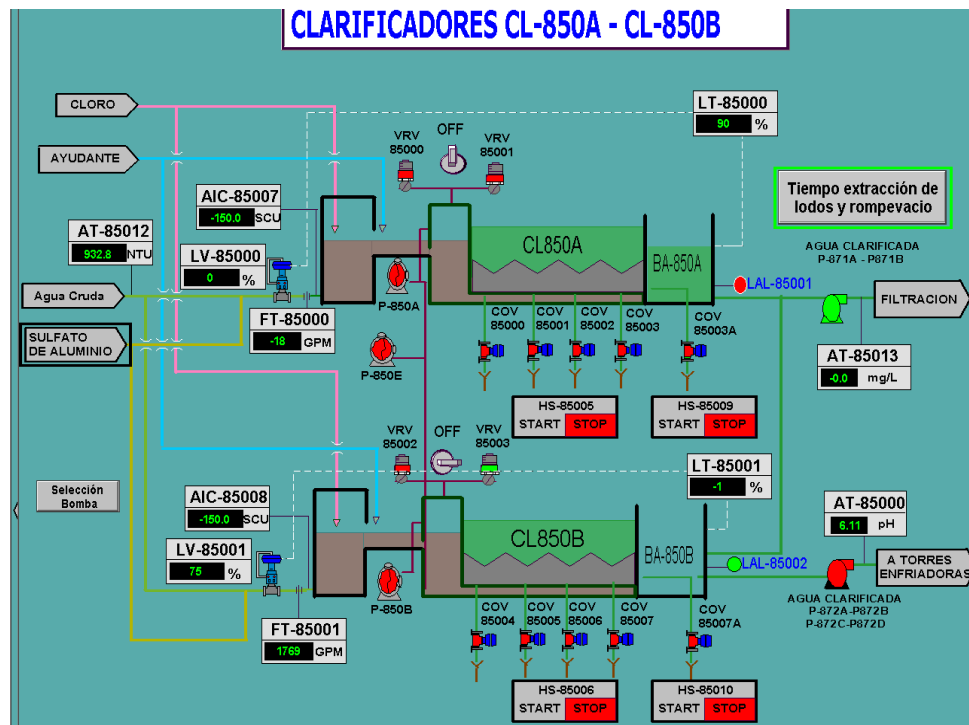 CLARIFICADORES CL-850A - CL-850B
CLORO
AYUDANTE
AT-85012
932.8 NTU
Agua Cruda
SULFATO
DE ALUMINIO
AIC-85007
-150.0 SCU
LV-85000
0 %
FT-85000
-18 GPM
VRV
85000
OFF
VRV
85001
P-850A
P-850E
CL850A
BA-850A
LT-85000
90 %
Tiempo extracción de
lodos y rompevacio
AGUA CLARIFICADA
P-871A - P871B
LAL-85001
FILTRACION
AT-85013
-0.0 mg/L
COV
85000
COV
85001
COV
85002
COV
85003
COV
85003A
HS-85005
START STOP
HS-85009
START STOP
Selección
Bomba
AIC-85008
-150.0 SCU
LV-85001
75 %
FT-85001
1769 GPM
VRV
85002
OFF
VRV
85003
P-850B
CL850B
BA-850B
LT-85001
-1 %
AT-85000
6.11 pH
LAL-85002
A TORRES
ENFRIADORAS
AGUA CLARIFICADA
P-872A-P872B
P-872C-P872D
COV
85004
COV
85005
COV
85006
COV
85007
COV
85007A
HS-85006
START STOP
HS-85010
START STOP